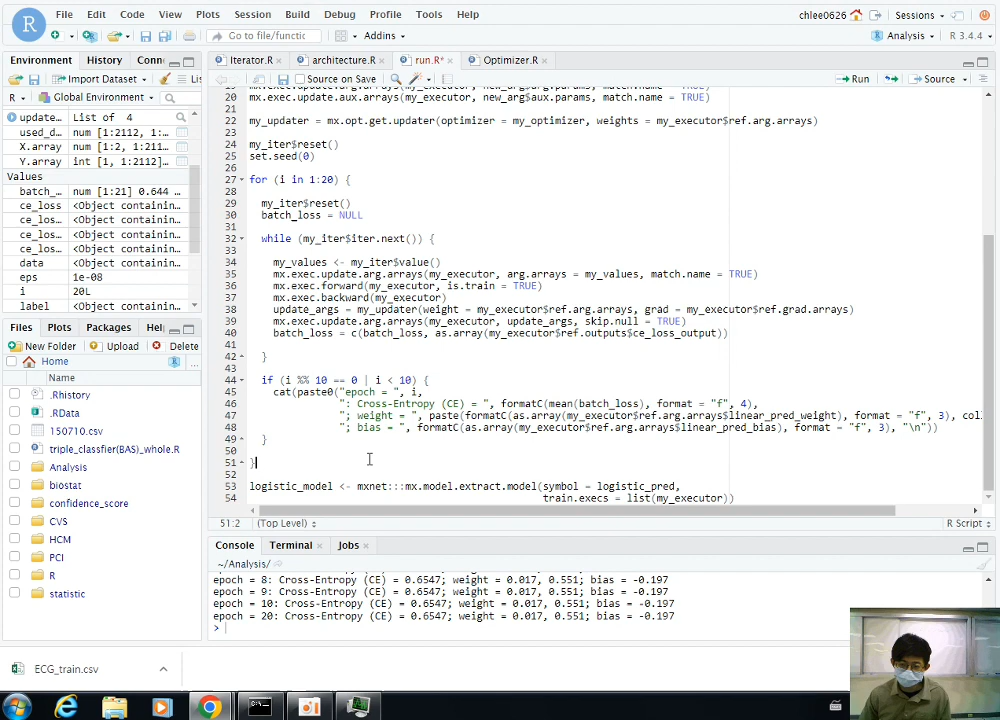 File Edit Code View Plots Session Build Debug Profile Tools Help
chlee0626 Sessions
Go to file/functic Addins Analysis R 3.4.4
Environment History Conn
Import Dataset Lis
R Global Environment
update… List of 4
used_d… num [1:2112, 1:…
X.array num [1:2, 1:211…
Y.array int [1, 1:2112]…
Values
batch_… num [1:21] 0.644 …
ce_loss <Object containin…
ce_lo… <Object containin…
ce_lo… <Object containin…
ce_lo… <Object containin…
data <Object containin…
eps 1e-08
i 20L
label <Object containin…
Files Plots Packages Hel
New Folder Upload Delete
Home
Name
.Rhistory
.RData
150710.csv
triple_classfier(BAS)_whole.R
Analysis
biostat
confidence_score
CVS
HCM
PCI
R
statistic
Iterator.R architecture.R run.R* Optimizer.R
Source on Save Run Source
20 mx.exec.update.aux.arrays(my_executor, new_arg$aux.params, match.name = TRUE)
21
22 my_updater = mx.opt.get.updater(optimizer = my_optimizer, weights = my_executor$ref.arg.arrays)
23
24 my_iter$reset()
25 set.seed(0)
26
27 for (i in 1:20) {
28
29 my_iter$reset()
30 batch_loss = NULL
31
32 while (my_iter$iter.next()) {
33
34 my_values <- my_iter$value()
35 mx.exec.update.arg.arrays(my_executor, arg.arrays = my_values, match.name = TRUE)
36 mx.exec.forward(my_executor, is.train = TRUE)
37 mx.exec.backward(my_executor)
38 update_args = my_updater(weight = my_executor$ref.arg.arrays, grad = my_executor$ref.grad.arrays)
39 mx.exec.update.arg.arrays(my_executor, update_args, skip.null = TRUE)
40 batch_loss = c(batch_loss, as.array(my_executor$ref.outputs$ce_loss_output))
41
42 }
43
44 if (i %% 10 == 0 | i < 10) {
45 cat(paste0("epoch = ", i,
46 ": Cross-Entropy (CE) = ", formatC(mean(batch_loss), format = "f", 4),
47 "; weight = ", paste(formatC(as.array(my_executor$ref.arg.arrays$linear_pred_weight), format = "f", 3), col
48 "; bias = ", formatC(as.array(my_executor$ref.arg.arrays$linear_pred_bias), format = "f", 3), "\n"))
49 }
50
51 }
52
53 logistic_model <- mxnet:::mx.model.extract.model(symbol = logistic_pred,
54 train.execs = list(my_executor))
51:2 (Top Level) R Script
Console Terminal Jobs
~/Analysis/
epoch = 8: Cross-Entropy (CE) = 0.6547; weight = 0.017, 0.551; bias = -0.197
epoch = 9: Cross-Entropy (CE) = 0.6547; weight = 0.017, 0.551; bias = -0.197
epoch = 10: Cross-Entropy (CE) = 0.6547; weight = 0.017, 0.551; bias = -0.197
epoch = 20: Cross-Entropy (CE) = 0.6547; weight = 0.017, 0.551; bias = -0.197
>
ECG_train.csv